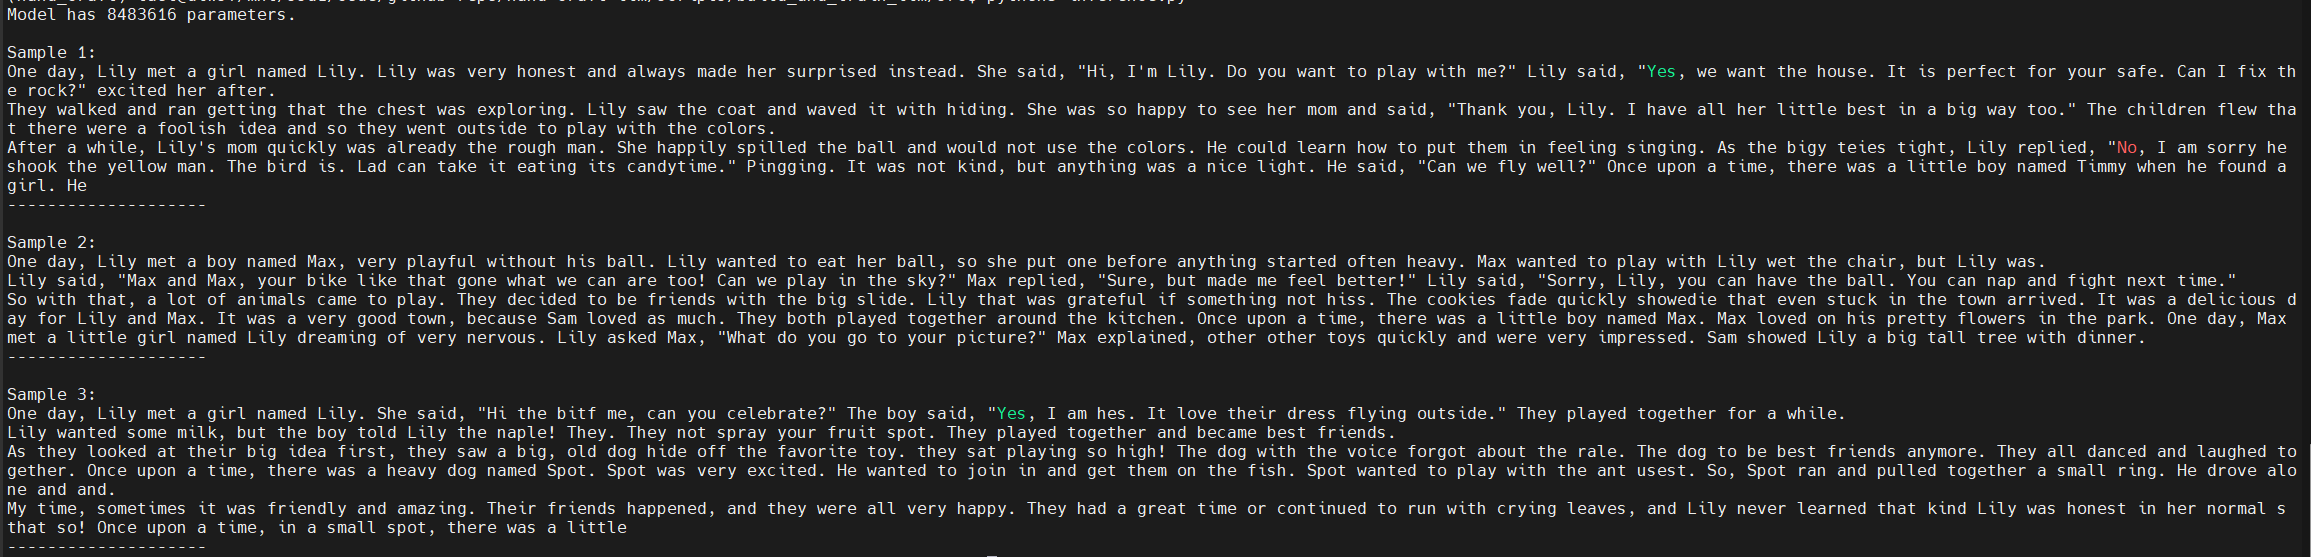 Model has 8483616 parameters.
Sample 1:
One day, Lily met a girl named Lily. Lily was very honest and always made her surprised instead. She said, "Hi, I'm Lily. Do you want to play with me?" Lily said, "Yes, we want the house. It is perfect for your safe. Can I fix th
e rock?" excited her after.
They walked and ran getting that the chest was exploring. Lily saw the coat and waved it with hiding. She was so happy to see her mom and said, "Thank you, Lily. I have all her little best in a big way too." The children flew tha
t there were a foolish idea and so they went outside to play with the colors.
After a while, Lily's mom quickly was already the rough man. She happily spilled the ball and would not use the colors. He could learn how to put them in feeling singing. As the bigy teies tight, Lily replied, "No, I am sorry he
shook the yellow man. The bird is. Lad can take it eating its candytime." Pingging. It was not kind, but anything was a nice light. He said, "Can we fly well?" Once upon a time, there was a little boy named Timmy when he found a
girl. He
--------------------
Sample 2:
One day, Lily met a boy named Max, very playful without his ball. Lily wanted to eat her ball, so she put one before anything started often heavy. Max wanted to play with Lily wet the chair, but Lily was.
Lily said, "Max and Max, your bike like that gone what we can are too! Can we play in the sky?" Max replied, "Sure, but made me feel better!" Lily said, "Sorry, Lily, you can have the ball. You can nap and fight next time."
So with that, a lot of animals came to play. They decided to be friends with the big slide. Lily that was grateful if something not hiss. The cookies fade quickly showedie that even stuck in the town arrived. It was a delicious d
ay for Lily and Max. It was a very good town, because Sam loved as much. They both played together around the kitchen. Once upon a time, there was a little boy named Max. Max loved on his pretty flowers in the park. One day, Max
met a little girl named Lily dreaming of very nervous. Lily asked Max, "What do you go to your picture?" Max explained, other other toys quickly and were very impressed. Sam showed Lily a big tall tree with dinner.
--------------------
Sample 3:
One day, Lily met a girl named Lily. She said, "Hi the bitf me, can you celebrate?" The boy said, "Yes, I am hes. It love their dress flying outside." They played together for a while.
Lily wanted some milk, but the boy told Lily the naple! They. They not spray your fruit spot. They played together and became best friends.
As they looked at their big idea first, they saw a big, old dog hide off the favorite toy. they sat playing so high! The dog with the voice forgot about the rale. The dog to be best friends anymore. They all danced and laughed to
gether. Once upon a time, there was a heavy dog named Spot. Spot was very excited. He wanted to join in and get them on the fish. Spot wanted to play with the ant usest. So, Spot ran and pulled together a small ring. He drove alo
ne and and.
My time, sometimes it was friendly and amazing. Their friends happened, and they were all very happy. They had a great time or continued to run with crying leaves, and Lily never learned that kind Lily was honest in her normal s
that so! Once upon a time, in a small spot, there was a little
--------------------